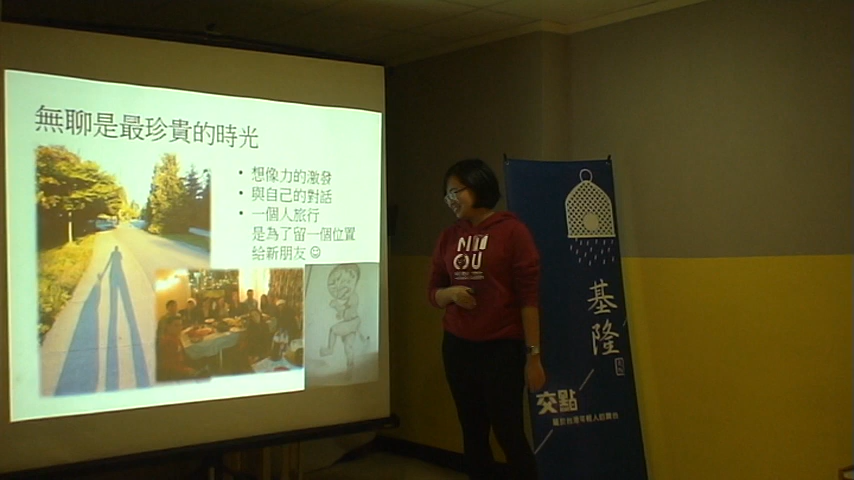 無聊是最珍貴的時光
• 想像力的激發
• 與自己的對話
• 一個人旅行
是為了留一個位置
給新朋友☺
NT
OU
基隆
交點